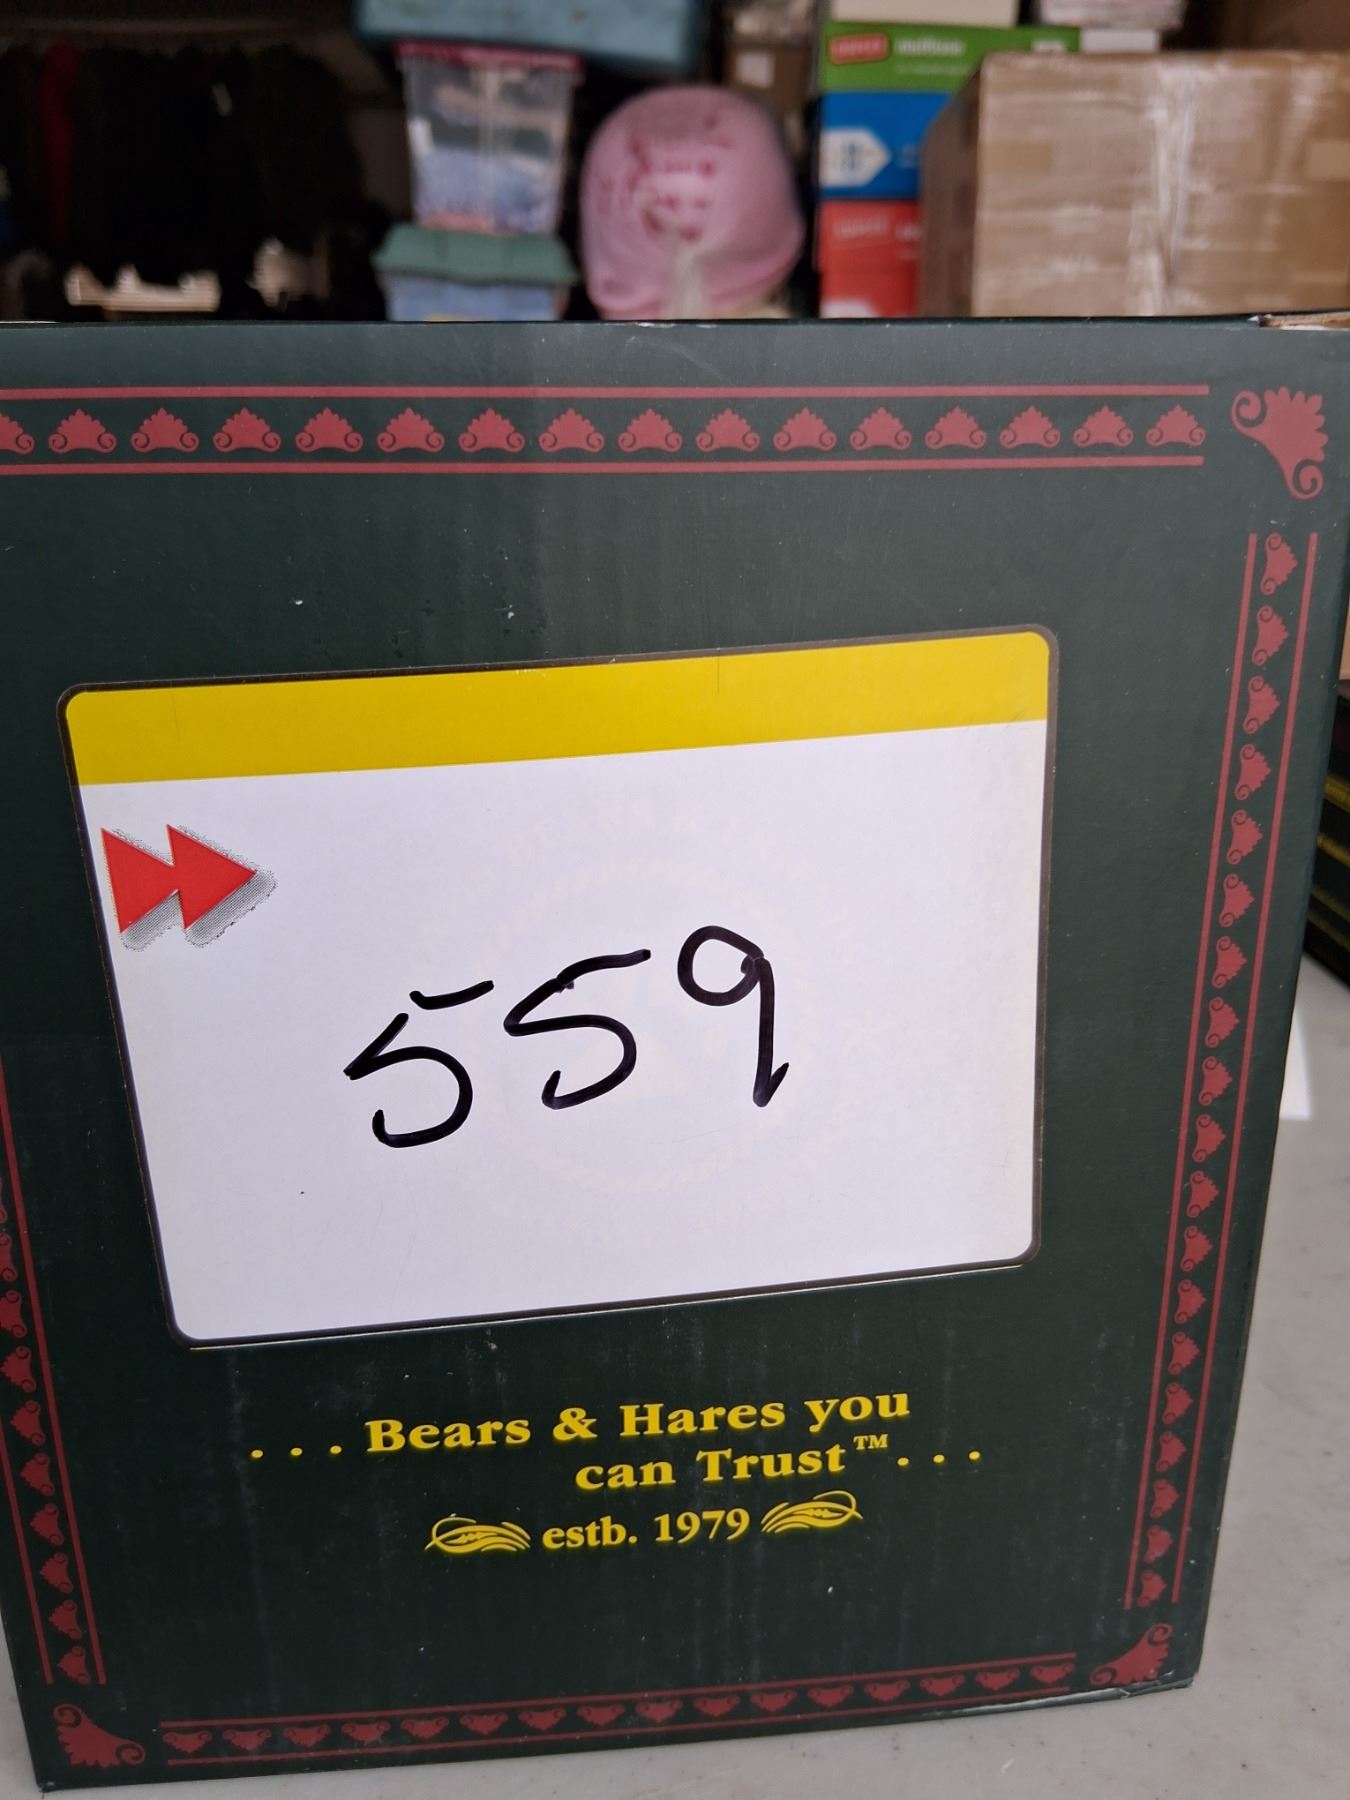 559
. . . Bears & Hares you
can Trust™. . .
estb. 1979